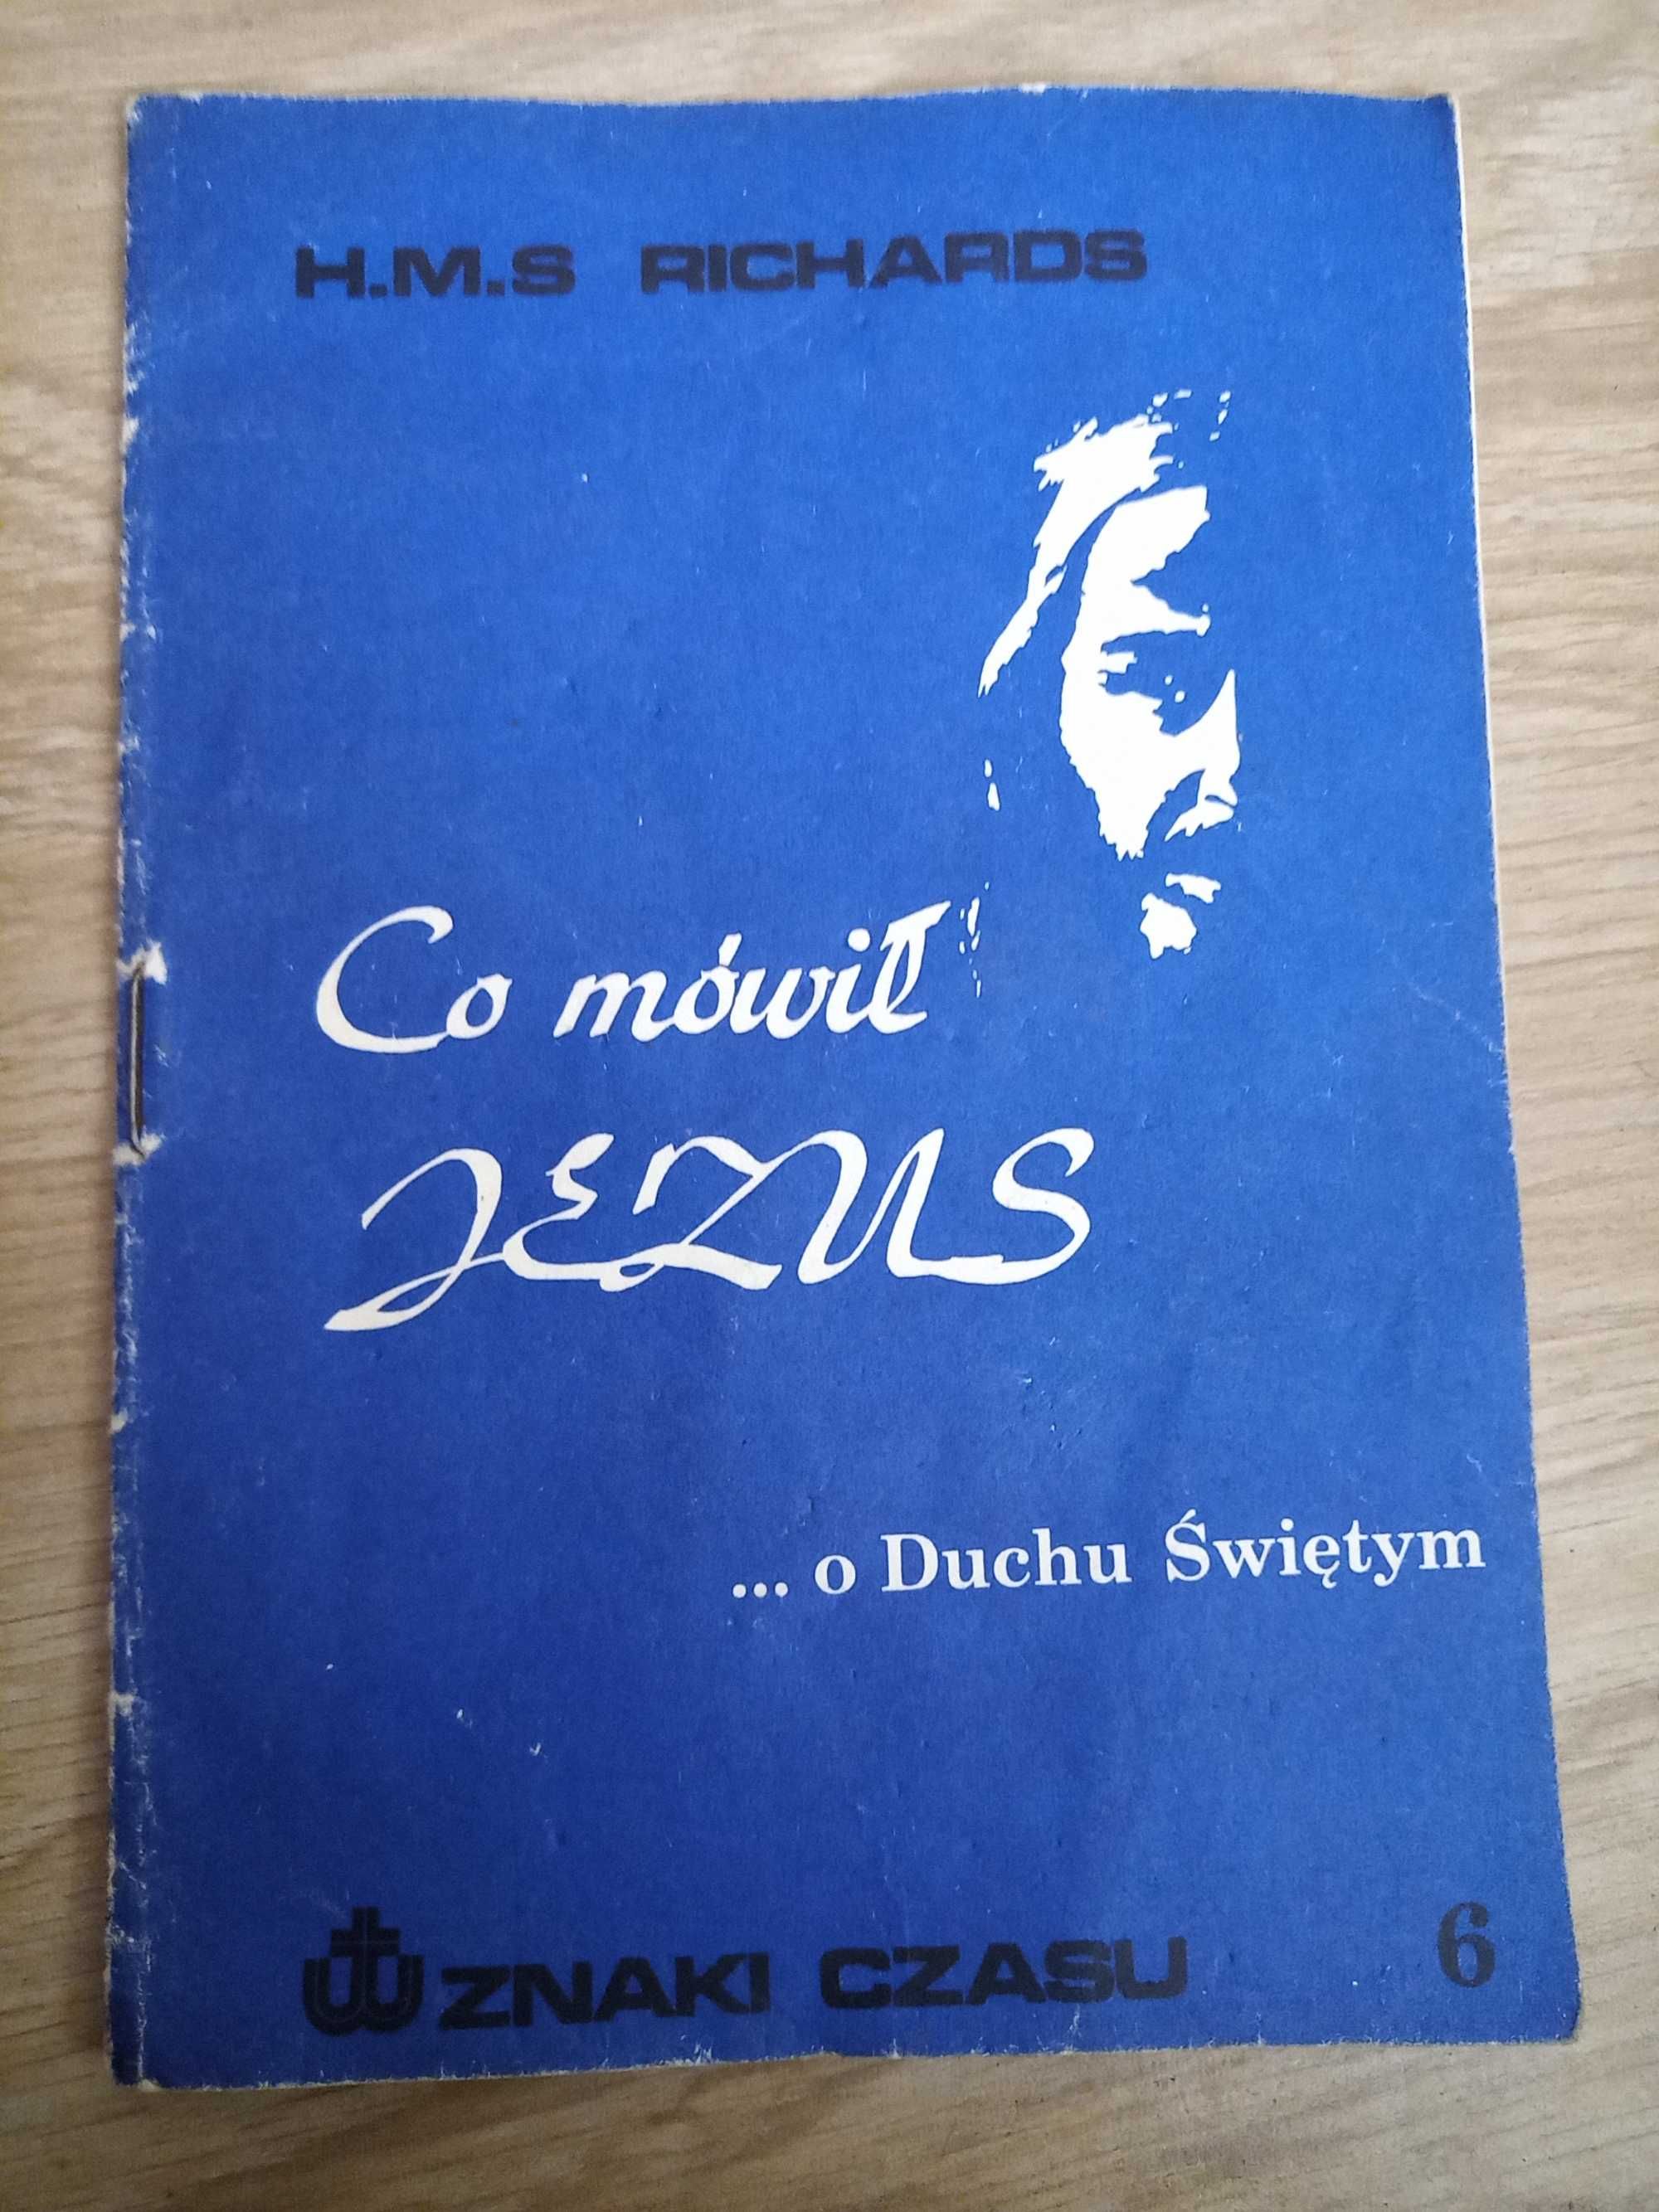 H.M.S RICHARDS
Co mówił
JEZUS
... o Duchu Świętym
ZNAKI CZASU
6